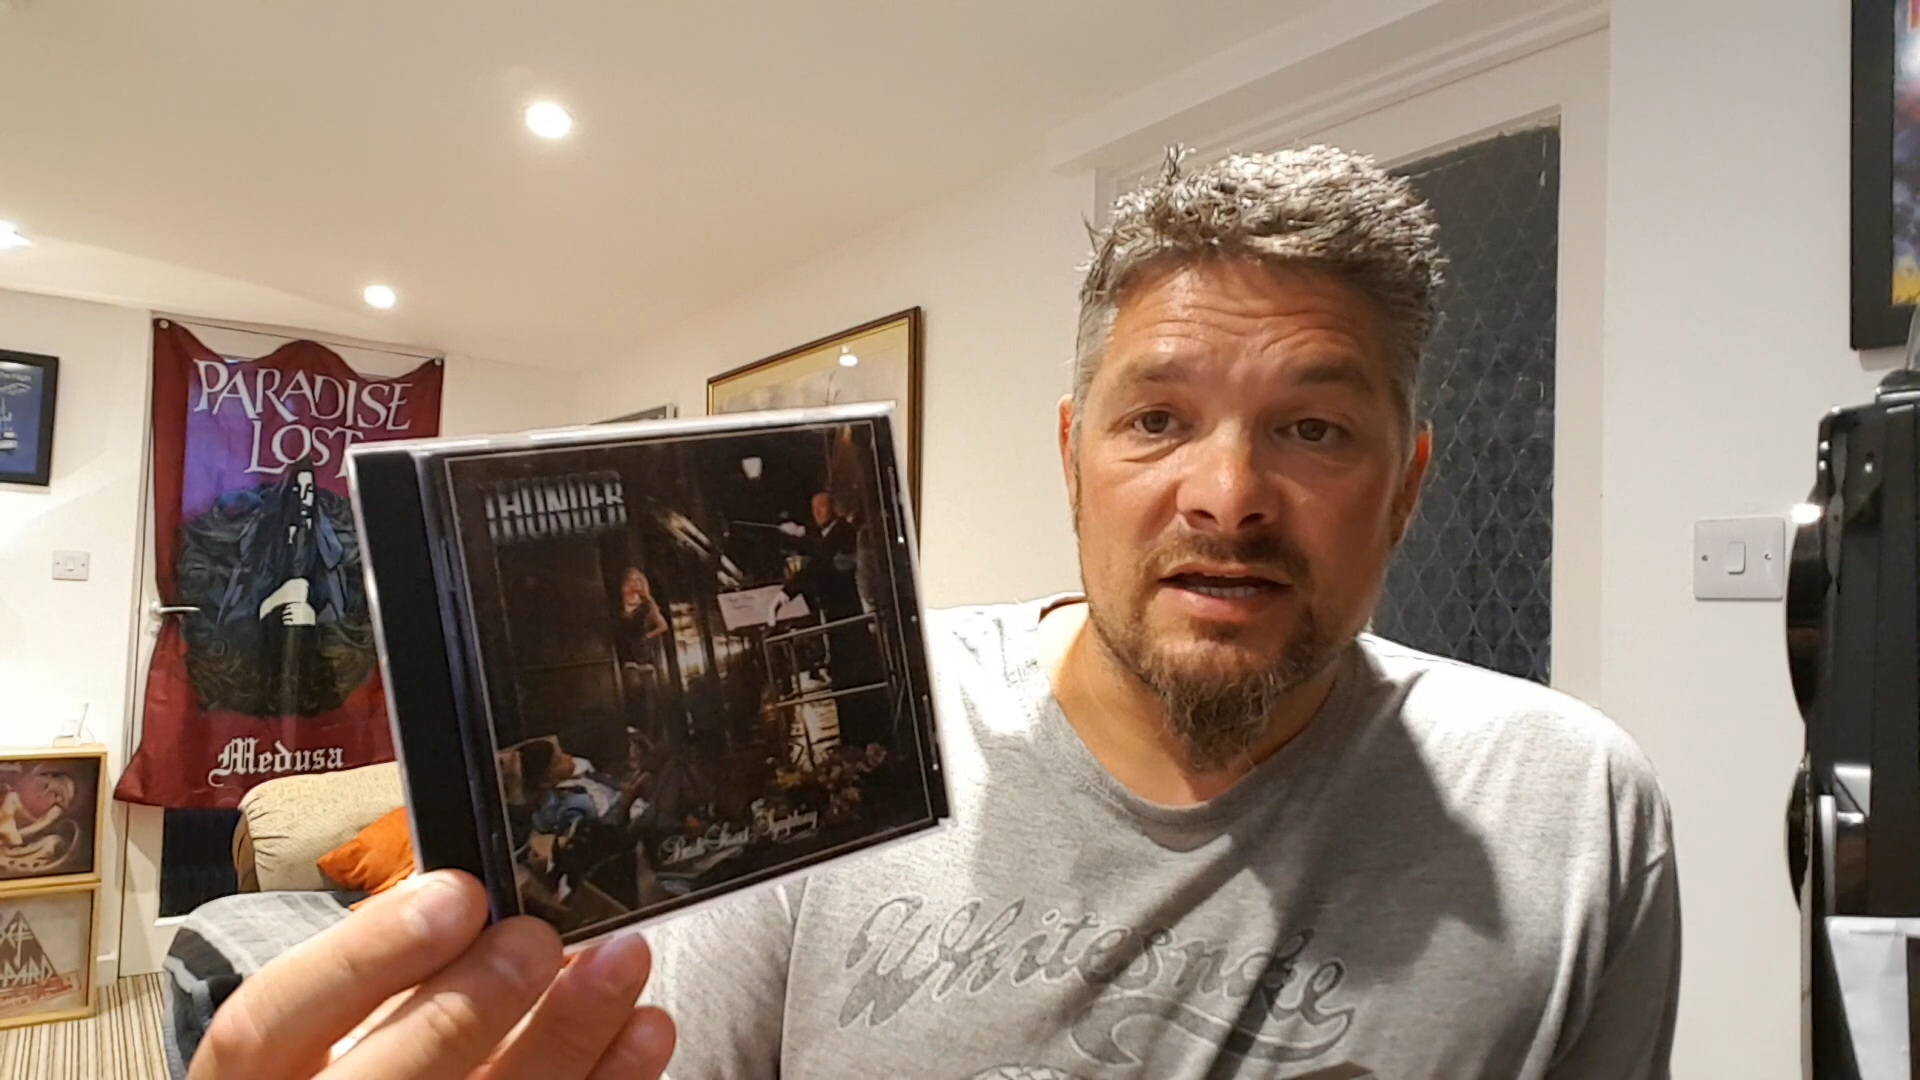 PARADISE
LOST
Medusa
THUNDER
Back Street Symphony
Whitesnake